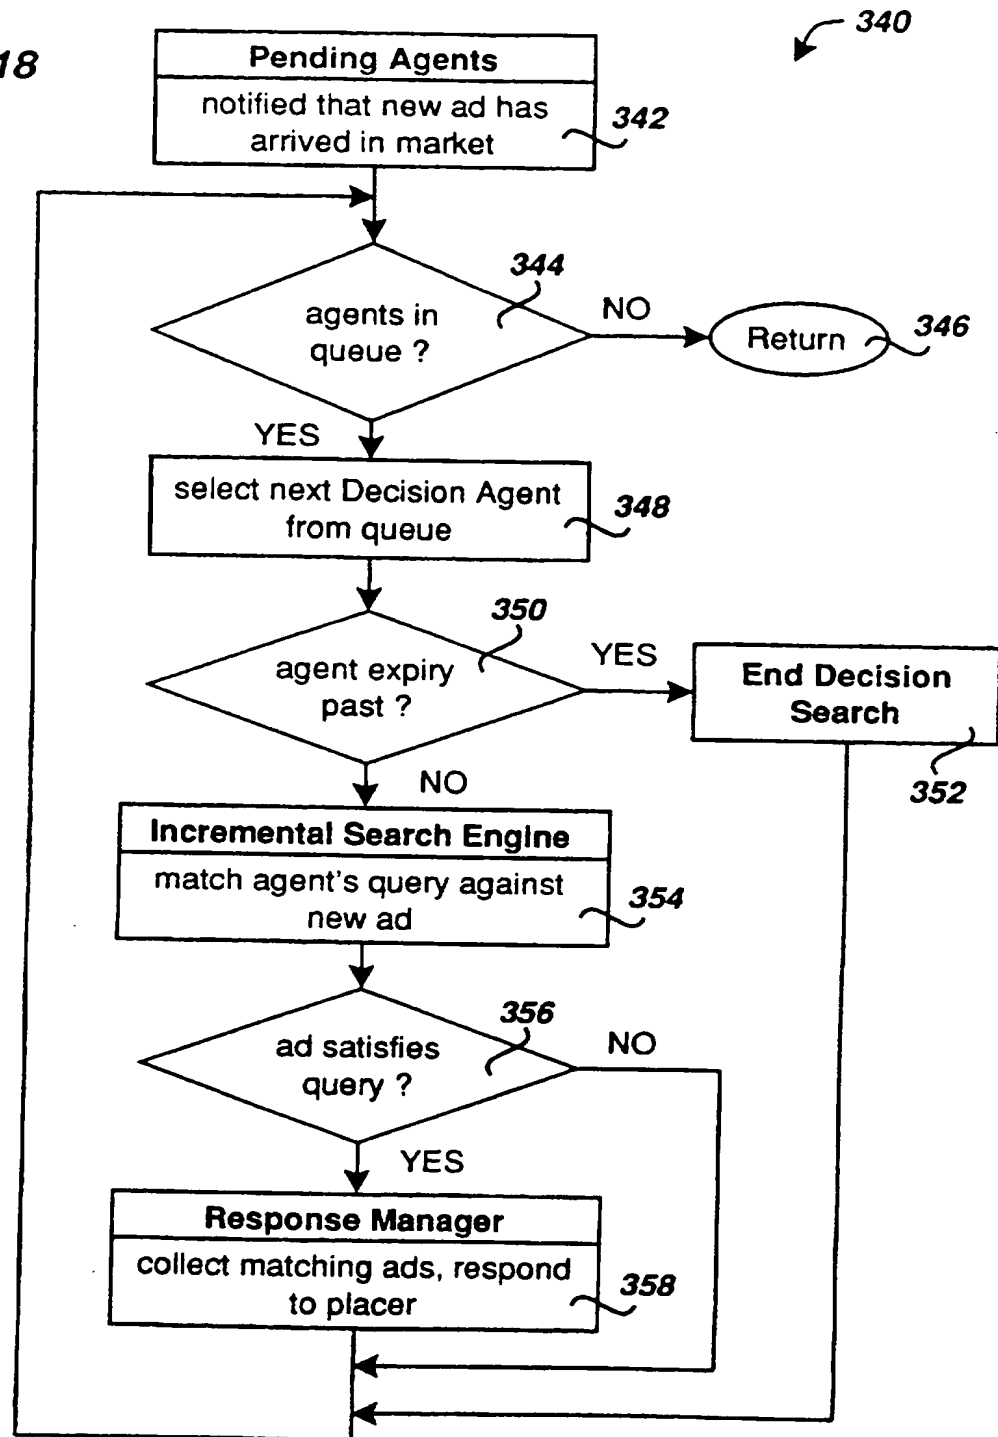 18
340
Pending Agents
notified that new ad has
arrived in market
342
344
agents in
queue ?
NO
Return
346
YES
select next Decision Agent
from queue
348
350
agent expiry
past ?
YES
End Decision
Search
352
NO
Incremental Search Engine
match agent's query against
new ad
354
356
ad satisfies
query ?
NO
YES
Response Manager
collect matching ads, respond
to placer
358